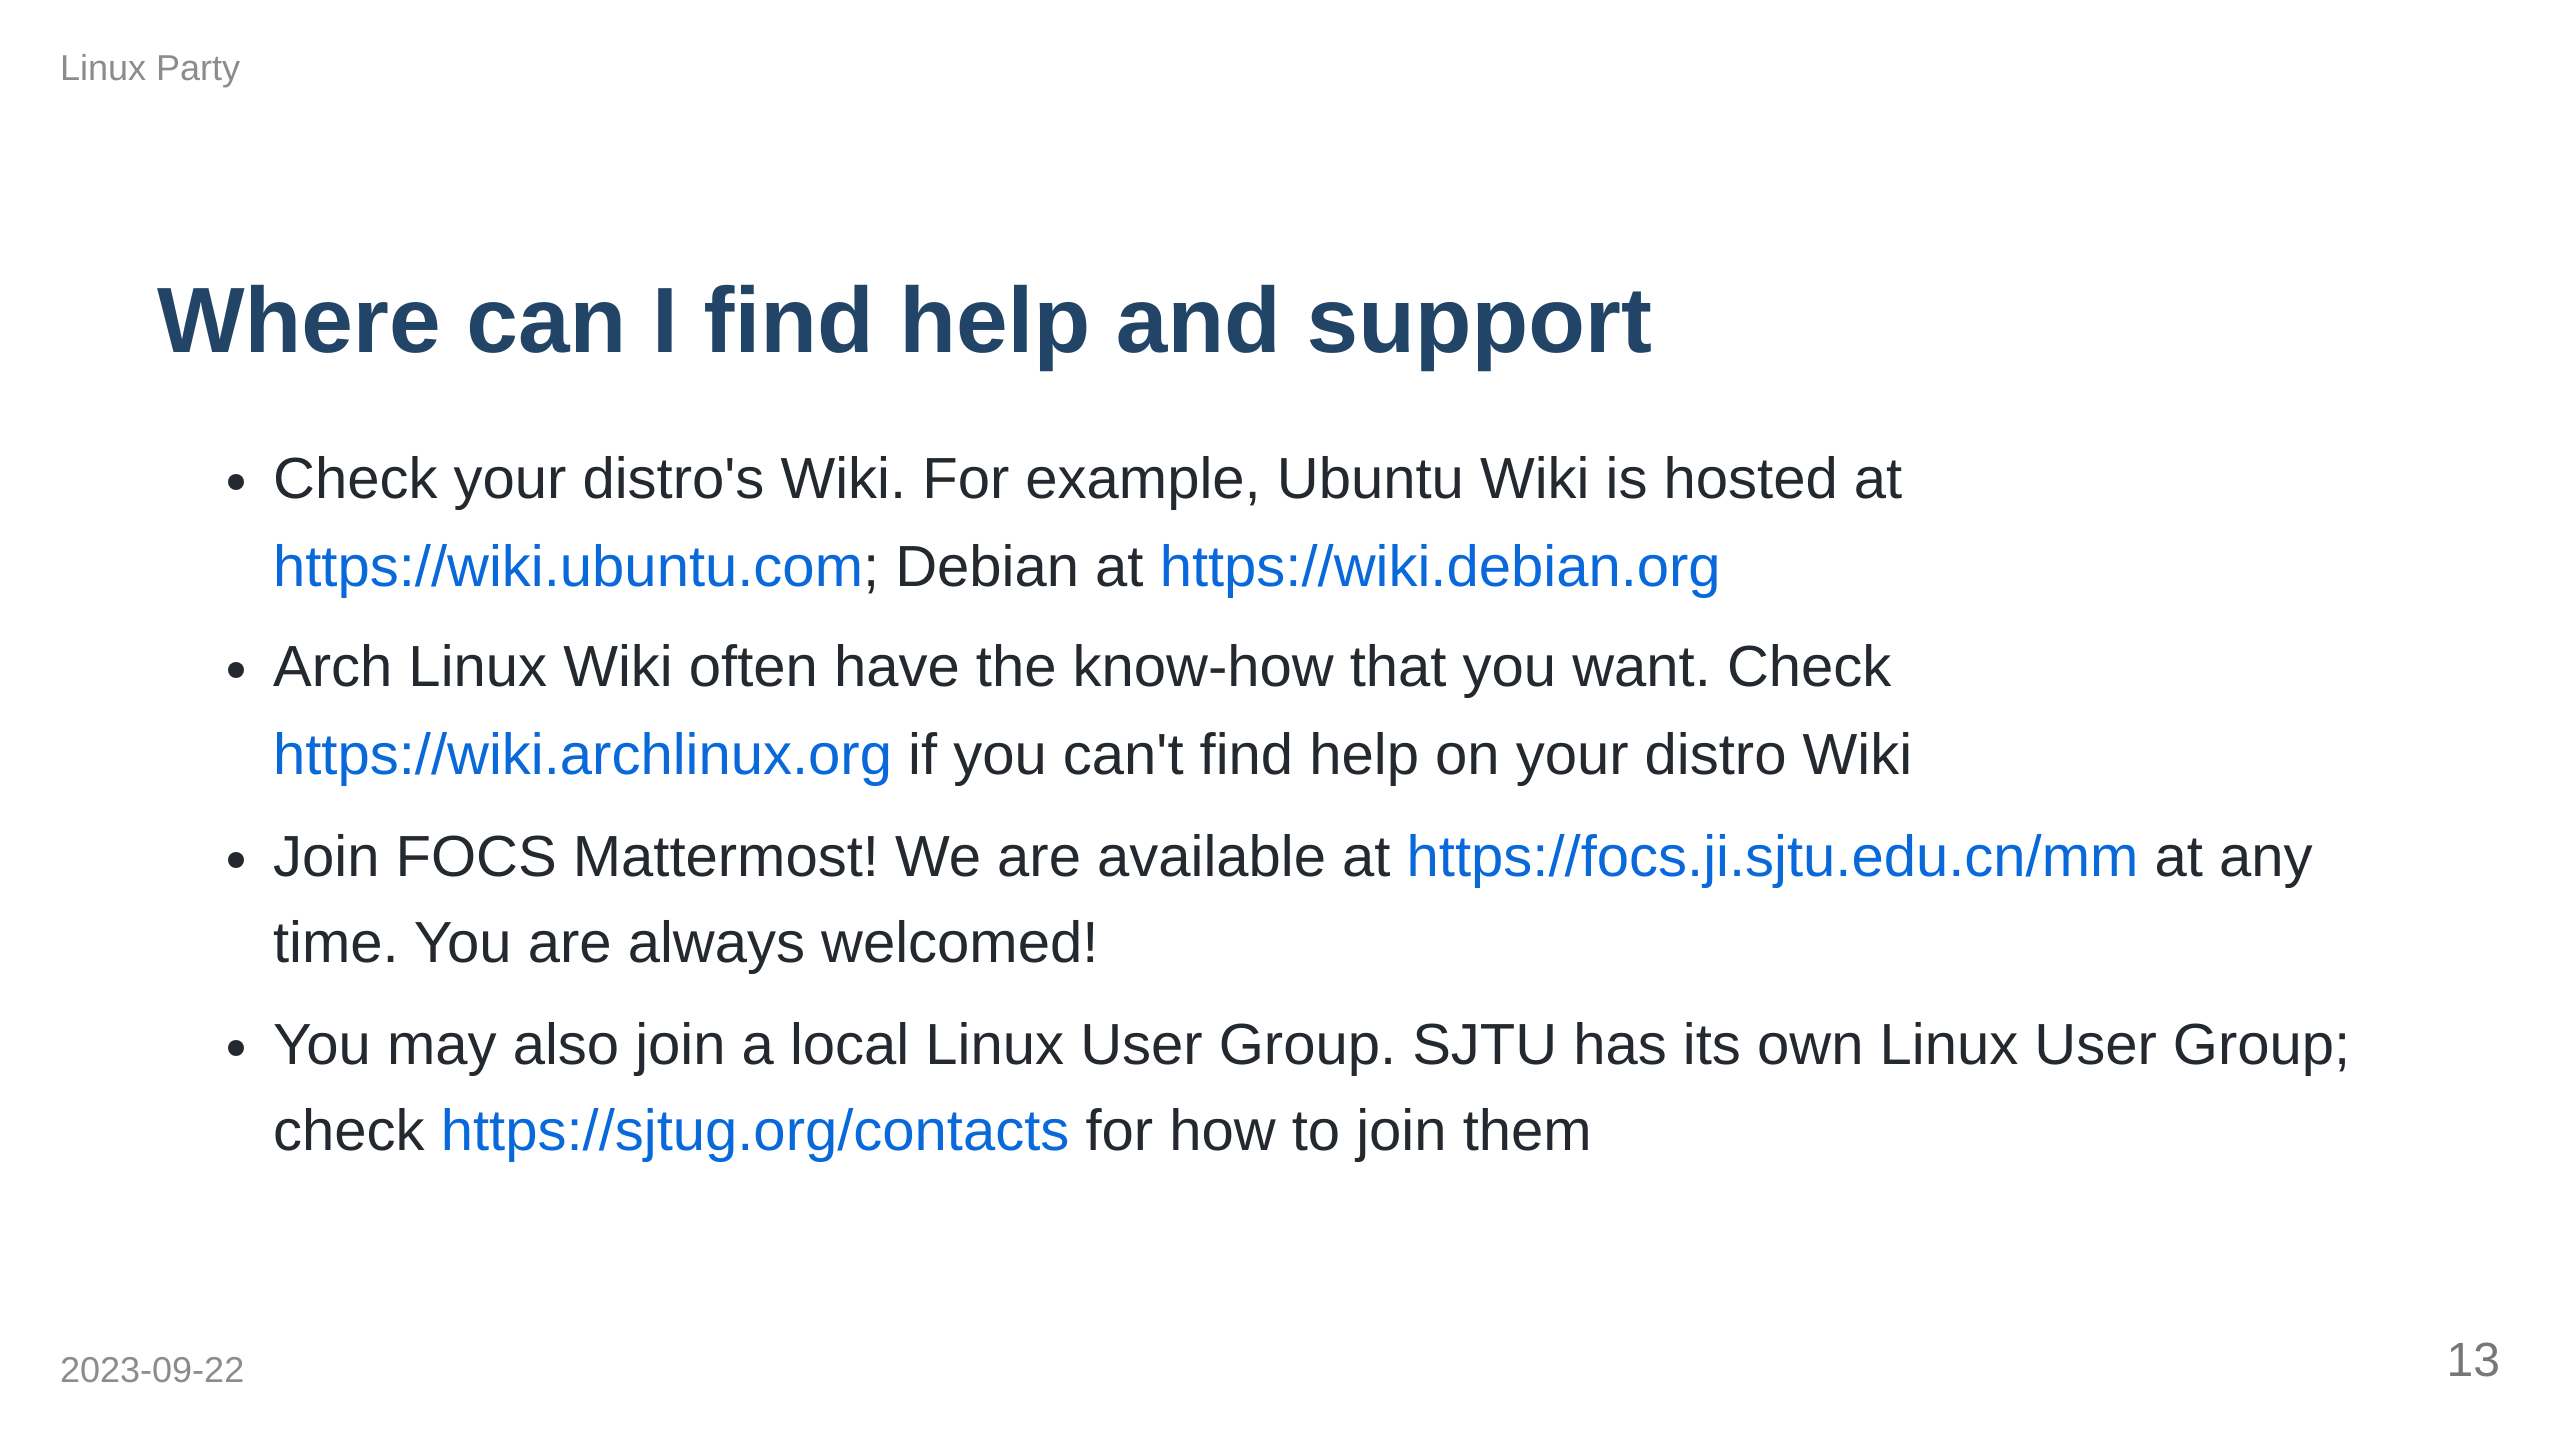 Linux Party
Where can I find help and support
• Check your distro's Wiki. For example, Ubuntu Wiki is hosted at
https://wiki.ubuntu.com; Debian at https://wiki.debian.org
• Arch Linux Wiki often have the know-how that you want. Check
https://wiki.archlinux.org if you can't find help on your distro Wiki
• Join FOCS Mattermost! We are available at https://focs.ji.sjtu.edu.cn/mm at any
time. You are always welcomed!
• You may also join a local Linux User Group. SJTU has its own Linux User Group;
check https://sjtug.org/contacts for how to join them
2023-09-22
13